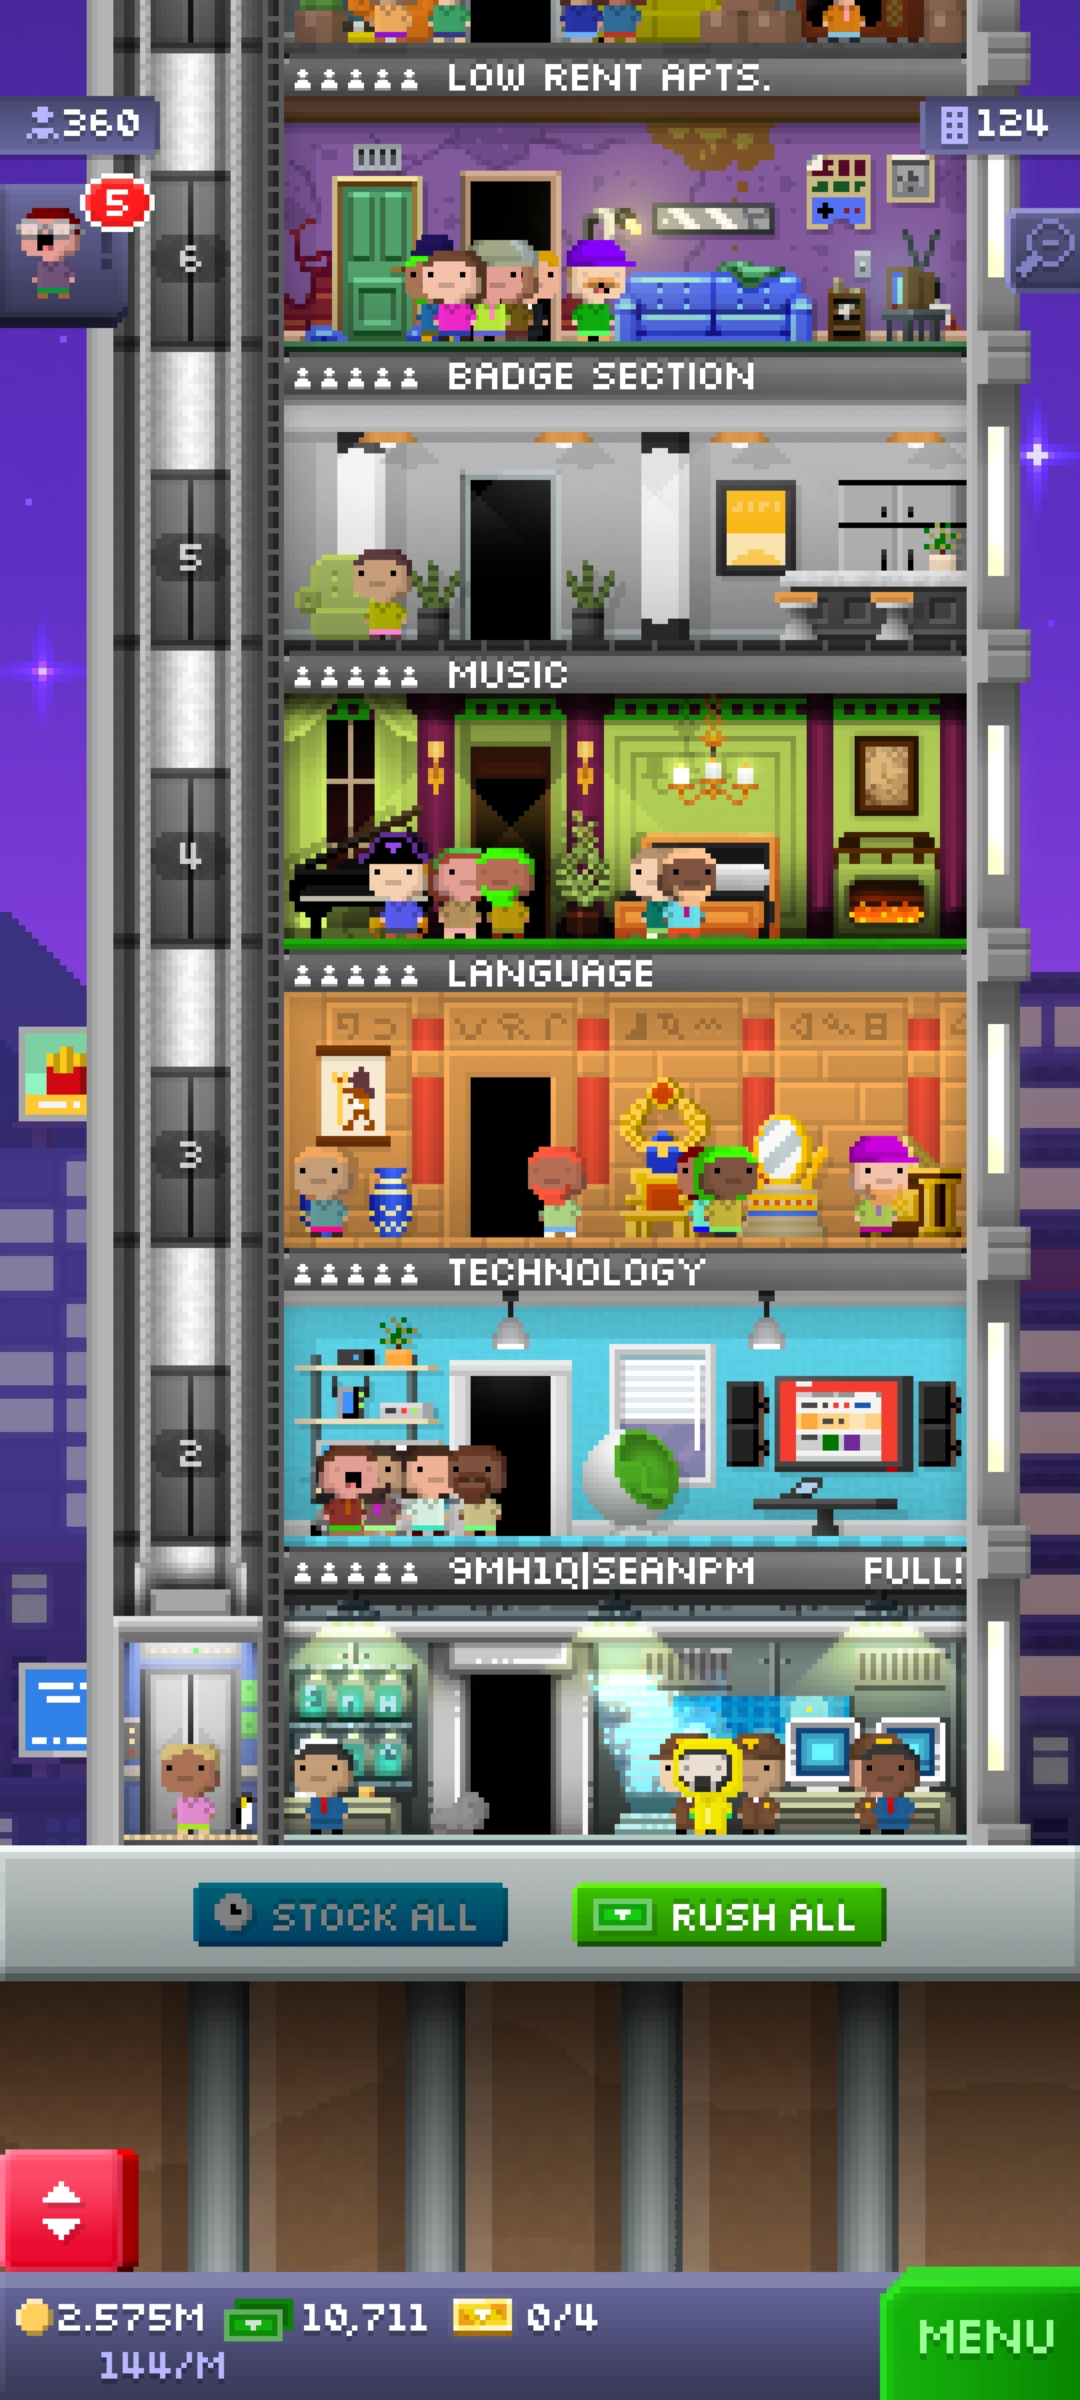 LOW RENT APTS.
360
124
5
6
BADGE SECTION
5
MUSIC
4
LANGUAGE
3
TECHNOLOGY
2
9MH1Q|SEANPM FULL!
STOCK ALL
RUSH ALL
2.575M 10,711 0/4
144/M
MENU